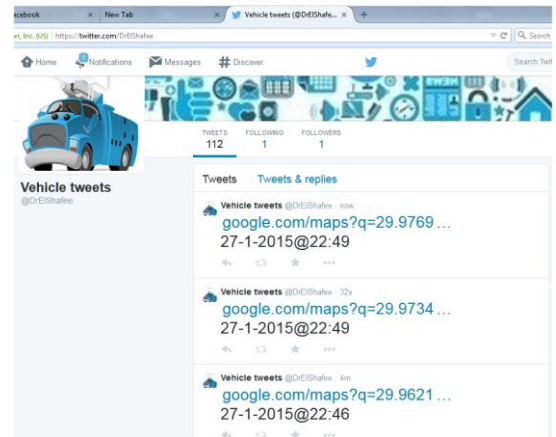 acebook
New Tab
Vehicle tweets (@DrElShafe...
er, Inc. (US) https://twitter.com/DrElShafee
Search
Home
Notifications
Messages
Discover
Search Twit
TWEETS
112
FOLLOWING
1
FOLLOWERS
1
Vehicle tweets
@DrElShafee
Tweets Tweets & replies
Vehicle tweets @DrElShafee · now
google.com/maps?q=29.9769 ...
27-1-2015@22:49
Vehicle tweets @DrElShafee · 32s
google.com/maps?q=29.9734 ...
27-1-2015@22:49
Vehicle tweets @DrElShafee · 4m
google.com/maps?q=29.9621 ...
27-1-2015@22:46